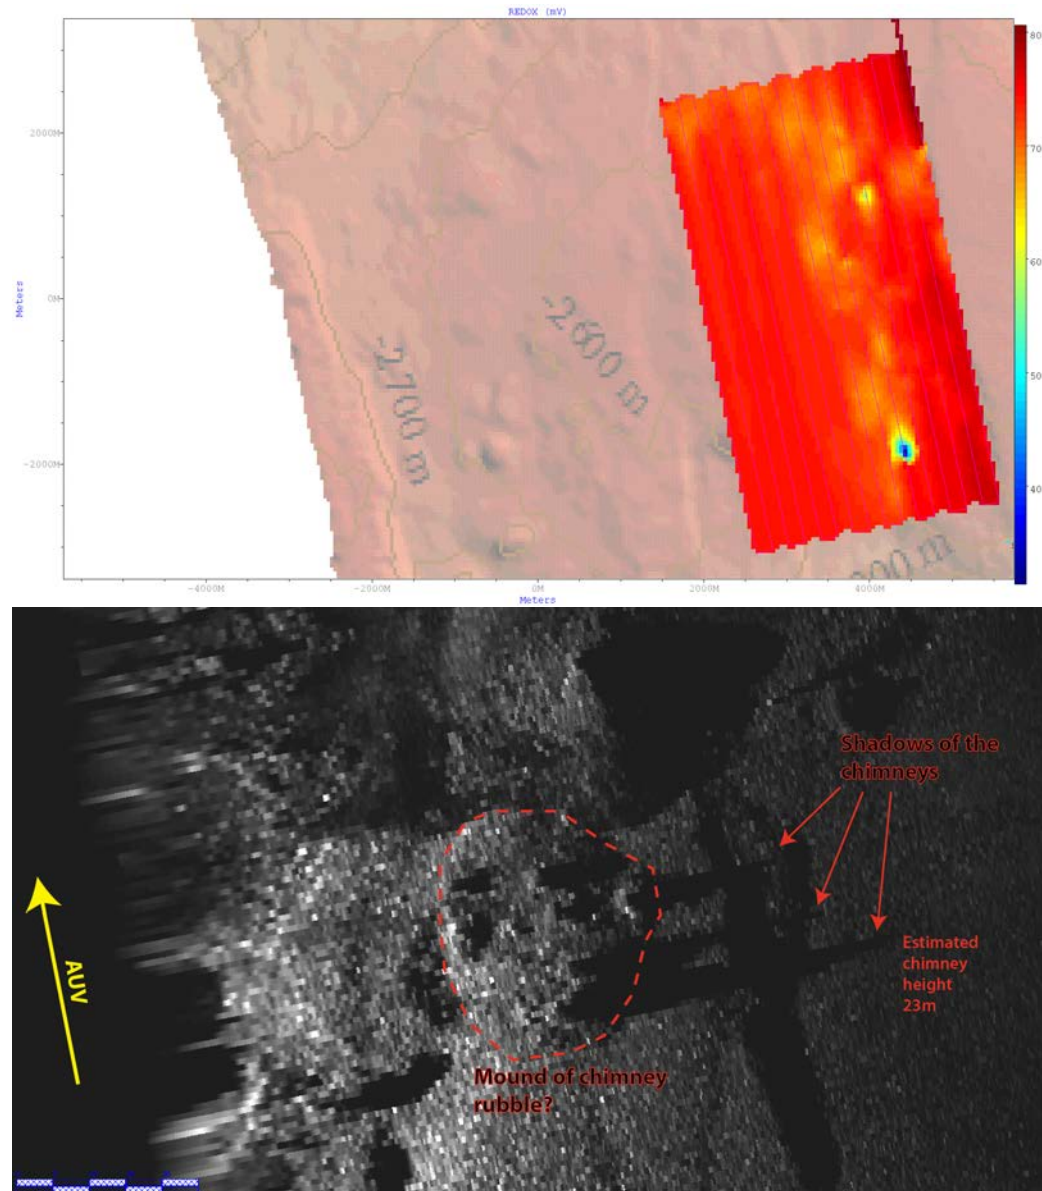 REDOX (mV)
80
2000M
70
Meters
0M
60
-2600 m
-2700 m
50
-2000M
40
-4000M
-2000M
0M
2000M
4000M
Meters
Shadows of the
chimneys
AUV
Estimated
chimney
height
23m
Mound of chimney
rubble?